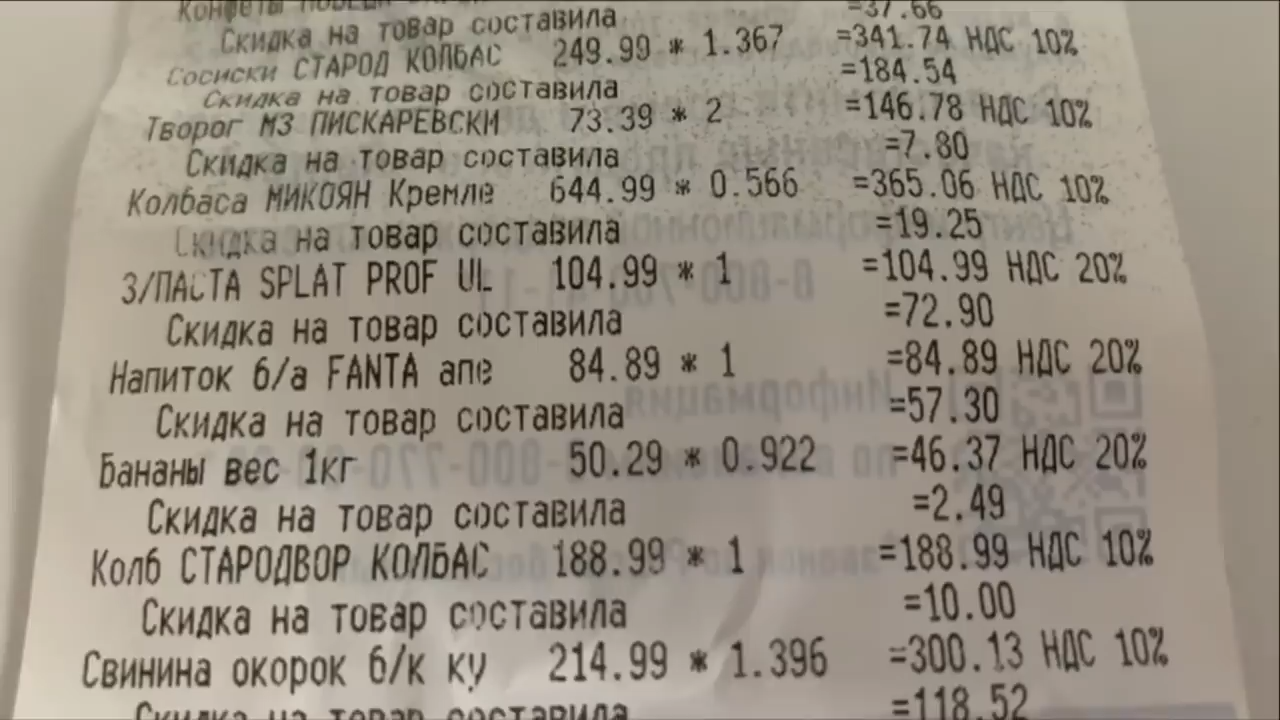 Конфеты
=37.66
Скидка на товар составила
Сосиски СТАРОД КОЛБАС 249.99 * 1.367 =341.74 НДС 10%
Скидка на товар составила =184.54
Творог МЗ ПИСКАРЕВСКИ 73.39 * 2 =146.78 НДС 10%
Скидка на товар составила =7.80
Колбаса МИКОЯН Кремле 644.99 * 0.566 =365.06 НДС 10%
Скидка на товар составила =19.25
З/ПАСТА SPLAT PROF UL 104.99 * 1 =104.99 НДС 20%
Скидка на товар составила =72.90
Напиток б/а FANTA апе 84.89 * 1 =84.89 НДС 20%
Скидка на товар составила =57.30
Бананы вес 1кг 50.29 * 0.922 =46.37 НДС 20%
Скидка на товар составила =2.49
Колб СТАРОДВОР КОЛБАС 188.99 * 1 =188.99 НДС 10%
Скидка на товар составила =10.00
Свинина окорок б/к ку 214.99 * 1.396 =300.13 НДС 10%
Скидка на товар составила =118.52